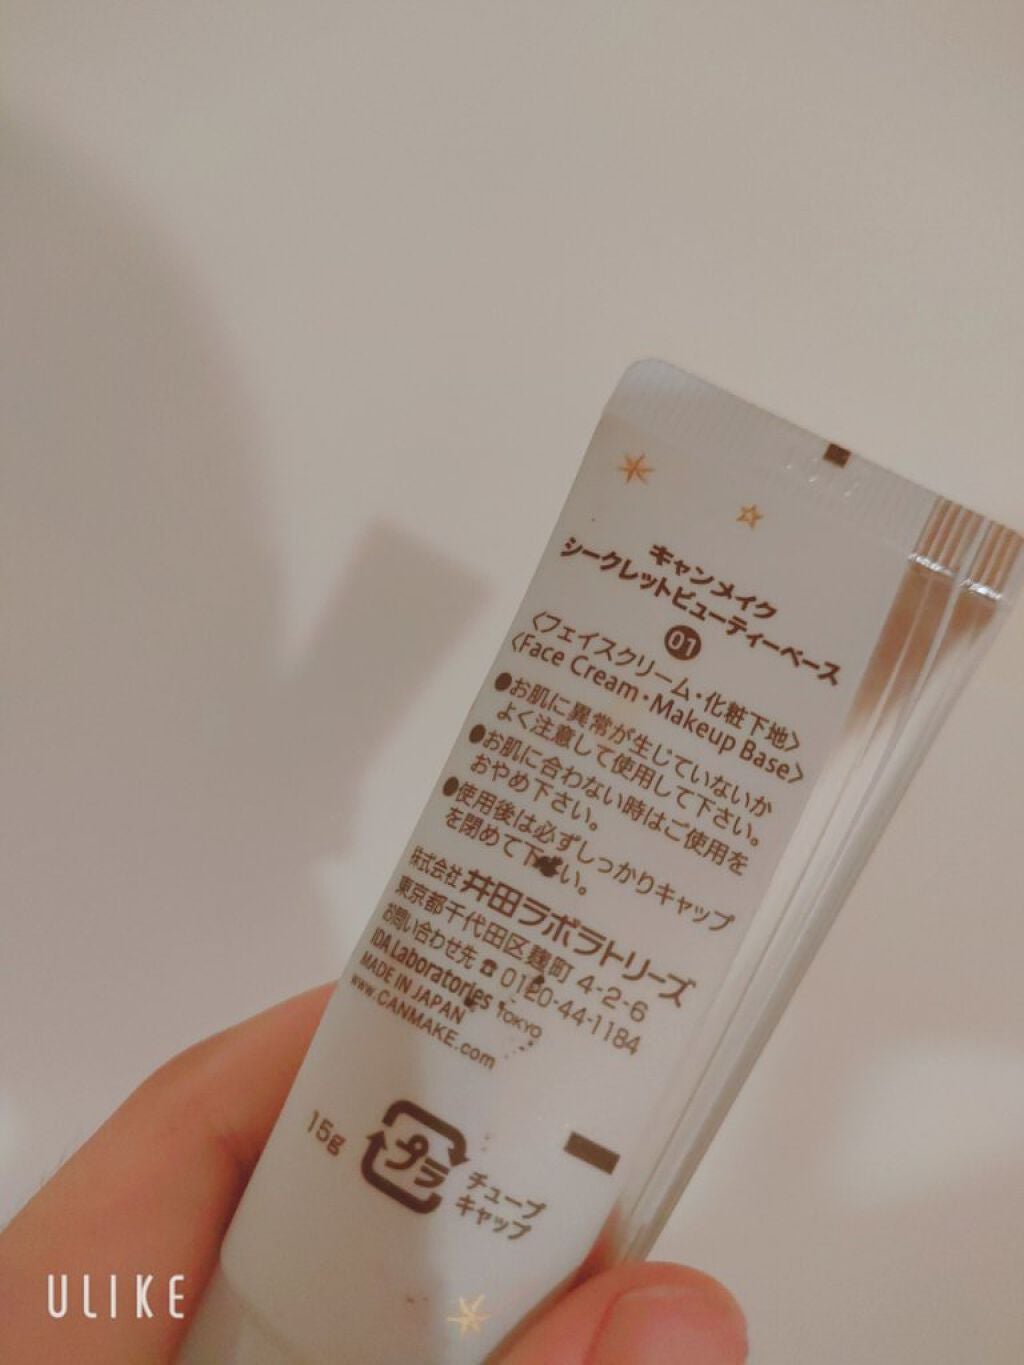 キャンメイク
シークレットビューティーベース
01
〈フェイスクリーム・化粧下地〉
〈Face Cream・Makeup Base〉
●お肌に異常が生じていないか
よく注意して使用して下さい。
●お肌に合わない時はご使用を
おやめ下さい。
●使用後は必ずしっかりキャップ
を閉めて下さい。
株式会社 井田ラボラトリーズ
東京都千代田区麹町 4-2-6
お問い合わせ先 ☎ 0120-44-1184
IDA Laboratories TOKYO
MADE IN JAPAN
www.CANMAKE.com
15g
プラ
チューブ
キャップ
ULIKE